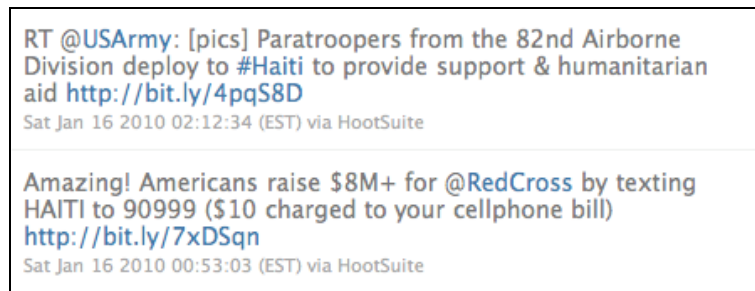 RT @USArmy: [pics] Paratroopers from the 82nd Airborne
Division deploy to #Haiti to provide support & humanitarian
aid http://bit.ly/4pqS8D
Sat Jan 16 2010 02:12:34 (EST) via HootSuite
Amazing! Americans raise $8M+ for @RedCross by texting
HAITI to 90999 ($10 charged to your cellphone bill)
http://bit.ly/7xDSqn
Sat Jan 16 2010 00:53:03 (EST) via HootSuite